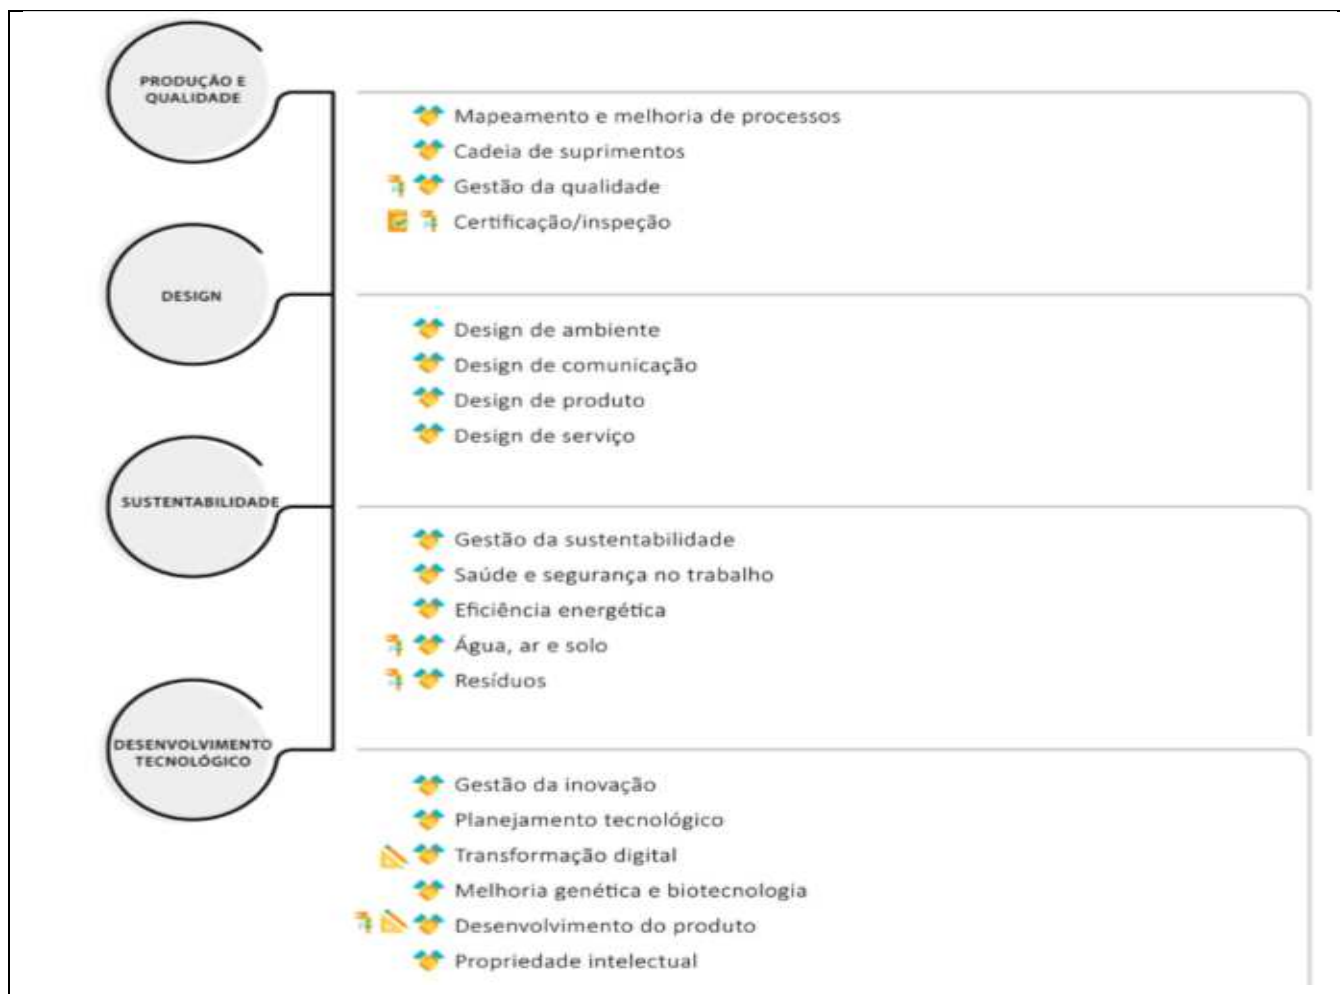 PRODUÇÃO E
QUALIDADE
Mapeamento e melhoria de processos
Cadeia de suprimentos
Gestão da qualidade
Certificação/inspeção
DESIGN
Design de ambiente
Design de comunicação
Design de produto
Design de serviço
SUSTENTABILIDADE
Gestão da sustentabilidade
Saúde e segurança no trabalho
Eficiência energética
Água, ar e solo
Resíduos
DESENVOLVIMENTO
TECNOLÓGICO
Gestão da inovação
Planejamento tecnológico
Transformação digital
Melhoria genética e biotecnologia
Desenvolvimento do produto
Propriedade intelectual